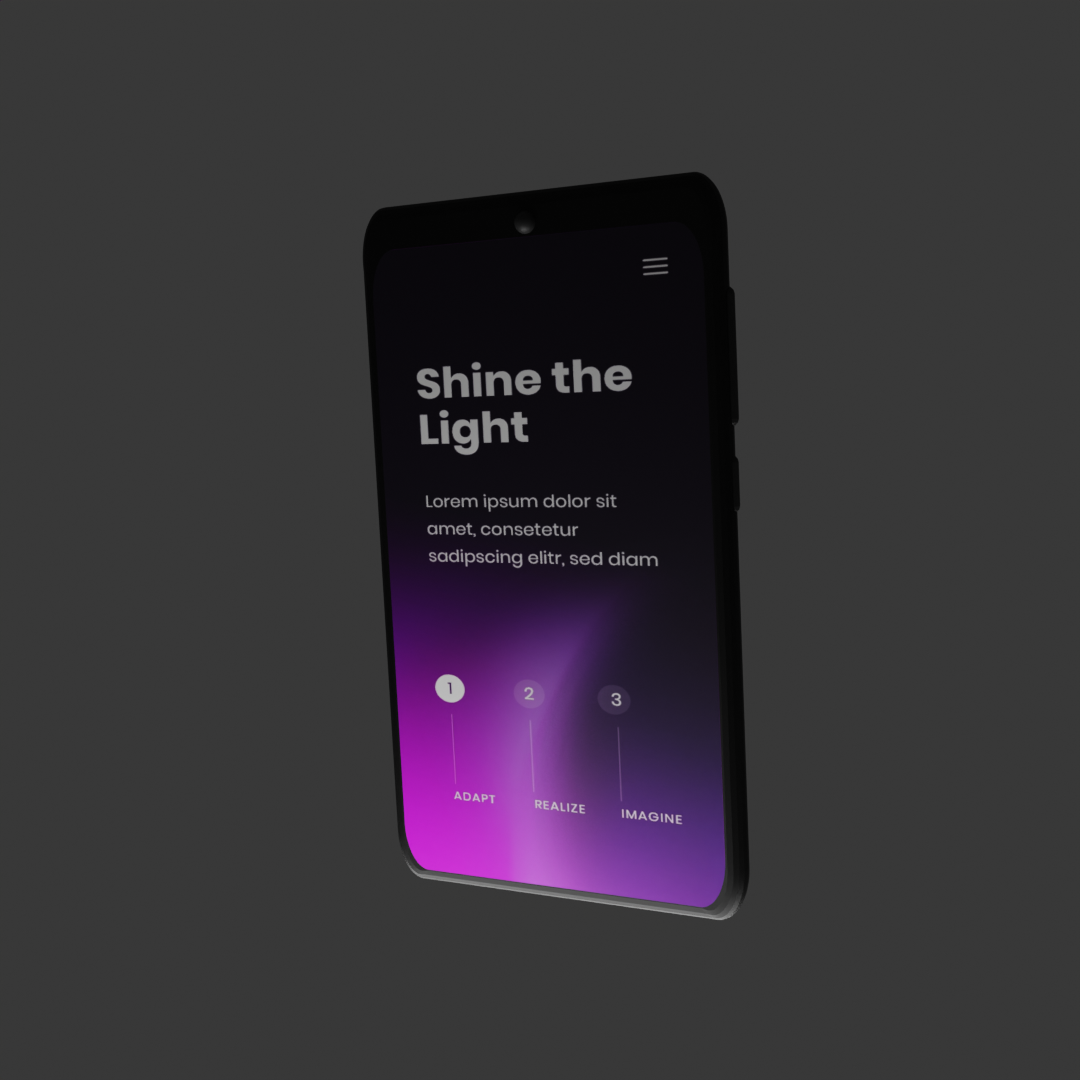 Shine the
Light
Lorem ipsum dolor sit
amet, consetetur
sadipscing elitr, sed diam
1 2 3
ADAPT REALIZE IMAGINE